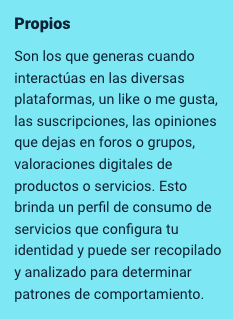 Propios
Son los que generas cuando
interactúas en las diversas
plataformas, un like o me gusta,
las suscripciones, las opiniones
que dejas en foros o grupos,
valoraciones digitales de
productos o servicios. Esto
brinda un perfil de consumo de
servicios que configura tu
identidad y puede ser recopilado
y analizado para determinar
patrones de comportamiento.